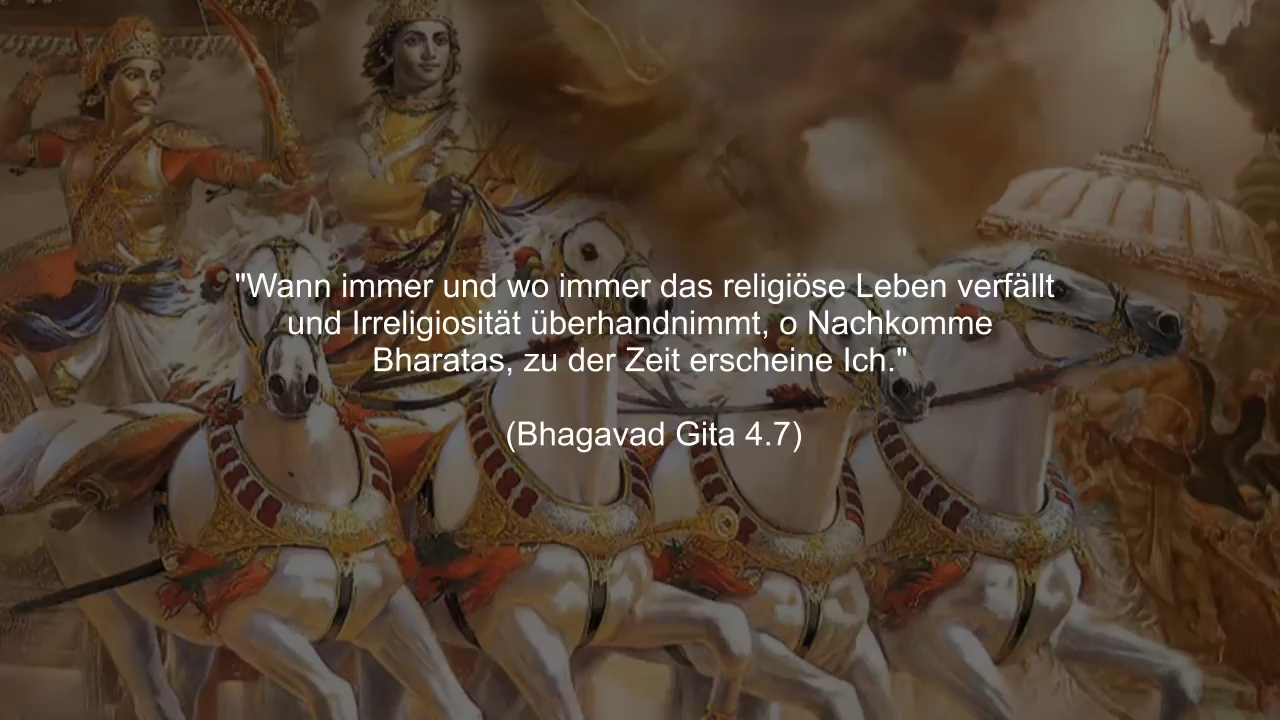 "Wann immer und wo immer das religiöse Leben verfällt
und Irreligiosität überhandnimmt, o Nachkomme
Bharatas, zu der Zeit erscheine Ich."
(Bhagavad Gita 4.7)